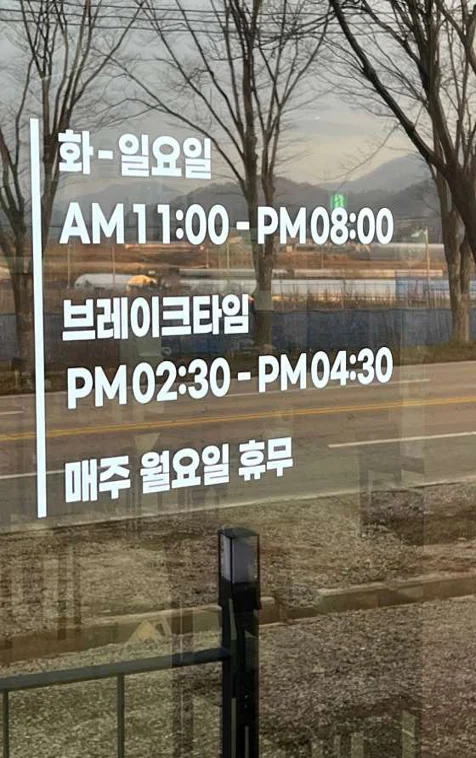 화-일요일
AM 11:00 - PM 08:00
브레이크타임
PM 02:30 - PM 04:30
매주 월요일 휴무